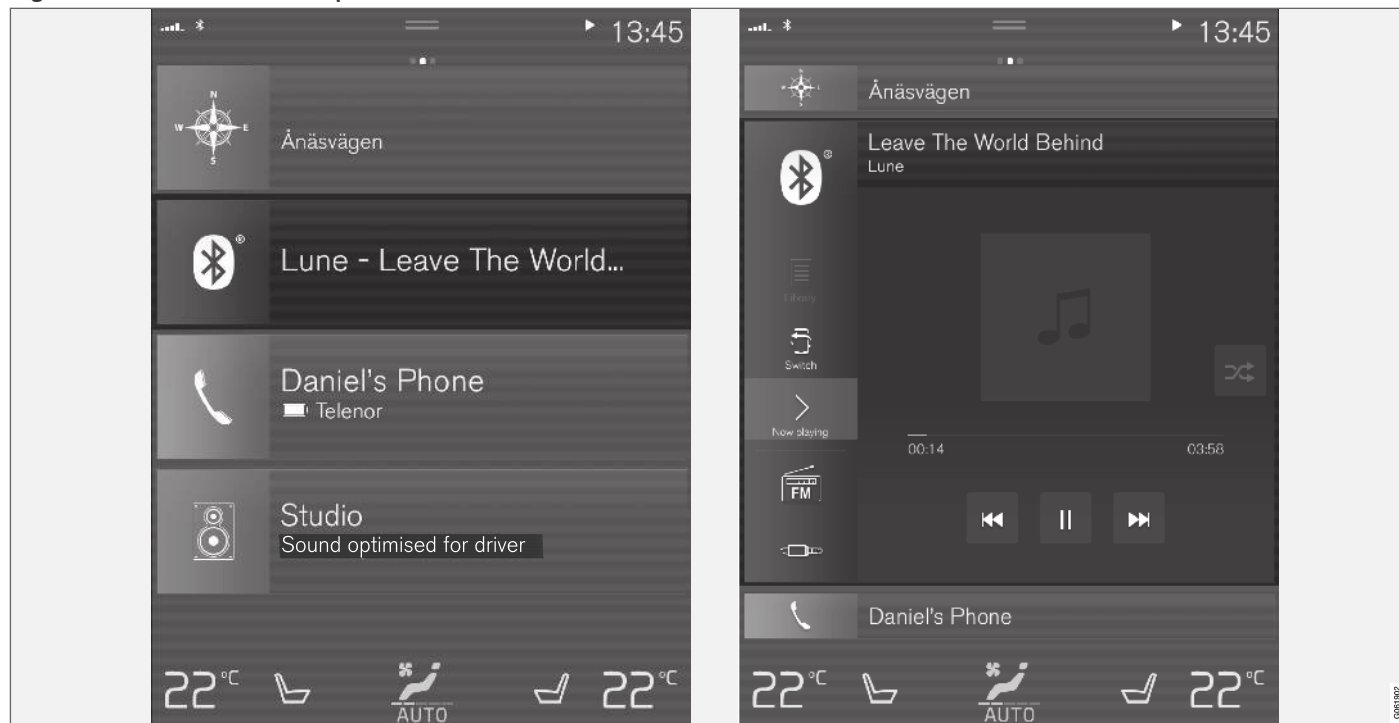 13:45
N
W E
S
Ånäsvägen
®
Lune - Leave The World...
Daniel's Phone
Telenor
Studio
Sound optimised for driver
22°C
AUTO
22°C
13:45
Ånäsvägen
®
Leave The World Behind
Lune
Library
Switch
Now playing
00:14
03:58
FM
Daniel's Phone
22°C
AUTO
22°C